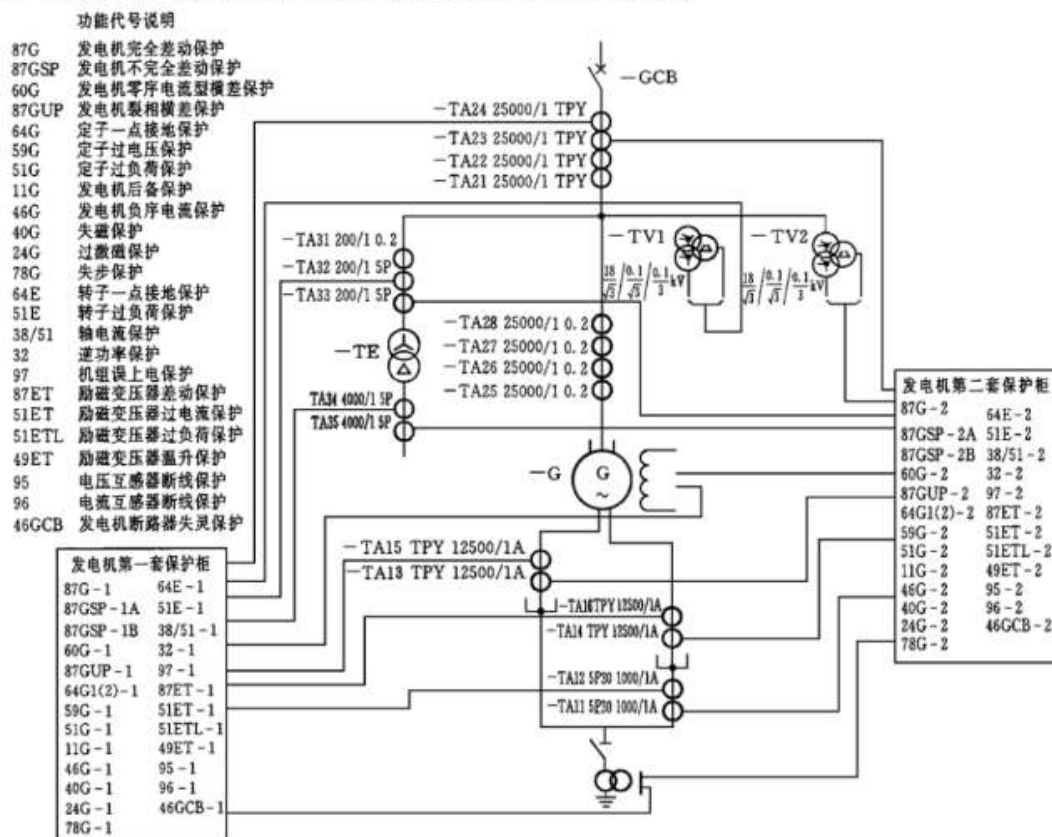 功能代号说明
87G 发电机完全差动保护
87GSP 发电机不完全差动保护
60G 发电机零序电流型横差保护
87GUP 发电机裂相横差保护
64G 定子一点接地保护
59G 定子过电压保护
51G 定子过负荷保护
11G 发电机后备保护
46G 发电机负序电流保护
40G 失磁保护
24G 过激磁保护
78G 失步保护
64E 转子一点接地保护
51E 转子过负荷保护
38/51 轴电流保护
32 逆功率保护
97 机组误上电保护
87ET 励磁变压器差动保护
51ET 励磁变压器过电流保护
51ETL 励磁变压器过负荷保护
49ET 励磁变压器温升保护
95 电压互感器断线保护
96 电流互感器断线保护
46GCB 发电机断路器失灵保护
-GCB
-TA24 25000/1 TPY
-TA23 25000/1 TPY
-TA22 25000/1 TPY
-TA21 25000/1 TPY
-TA31 200/1 0.2
-TA32 200/1 5P
-TA33 200/1 5P
-TV1
18/√3 / 0.1/√3 / 0.1/3 kV
-TV2
18/√3 / 0.1/√3 / 0.1/3 kV
-TE
-TA28 25000/1 0.2
-TA27 25000/1 0.2
-TA26 25000/1 0.2
-TA25 25000/1 0.2
TA34 4000/1 5P
TA35 4000/1 5P
-G
G
~
-TA15 TPY 12500/1A
-TA13 TPY 12500/1A
-TA16 TPY 12500/1A
-TA14 TPY 12500/1A
-TA12 5P30 1000/1A
-TA11 5P30 1000/1A
发电机第一套保护柜
87G-1 64E-1
87GSP-1A 51E-1
87GSP-1B 38/51-1
60G-1 32-1
87GUP-1 97-1
64G1(2)-1 87ET-1
59G-1 51ET-1
51G-1 51ETL-1
11G-1 49ET-1
46G-1 95-1
40G-1 96-1
24G-1 46GCB-1
78G-1
发电机第二套保护柜
87G-2 64E-2
87GSP-2A 51E-2
87GSP-2B 38/51-2
60G-2 32-2
87GUP-2 97-2
64G1(2)-2 87ET-2
59G-2 51ET-2
51G-2 51ETL-2
11G-2 49ET-2
46G-2 95-2
40G-2 96-2
24G-2 46GCB-2
78G-2